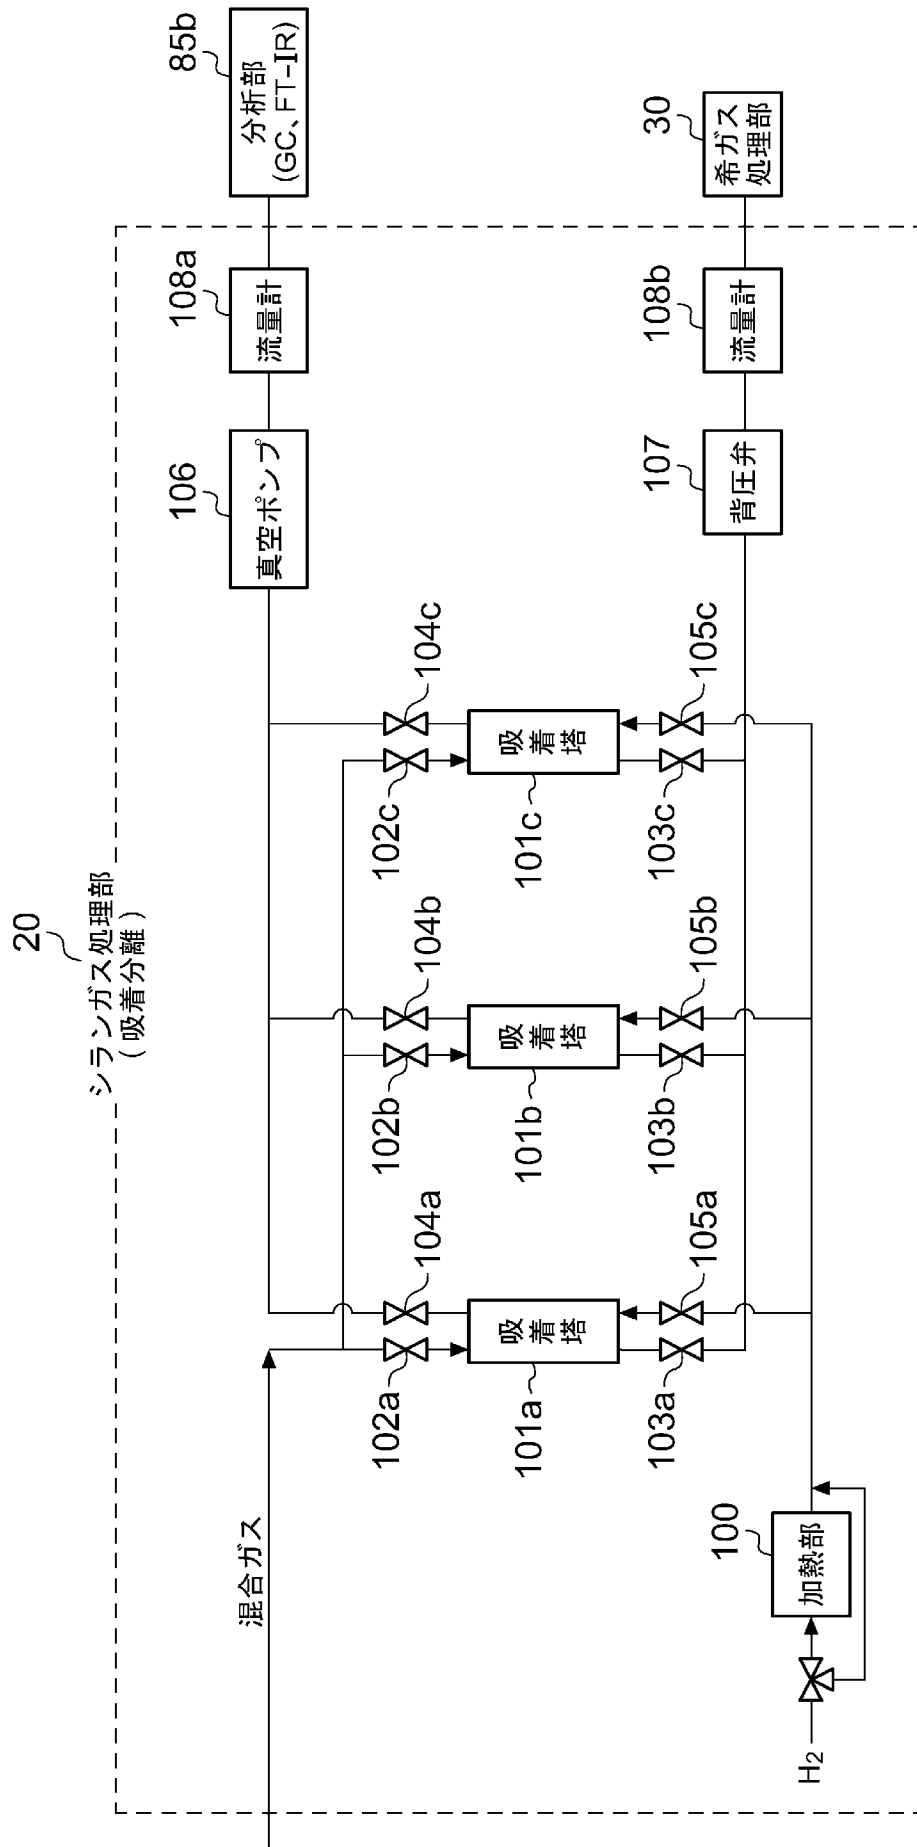 20
シランガス処理部
（吸着分離）
混合ガス
106
真空ポンプ
108a
流量計
85b
分析部
(GC、FT-IR)
102a
104a
102b
104b
102c
104c
吸着塔
101a
吸着塔
101b
吸着塔
101c
103a
105a
103b
105b
103c
105c
107
背圧弁
108b
流量計
30
希ガス
処理部
100
加熱部
H2